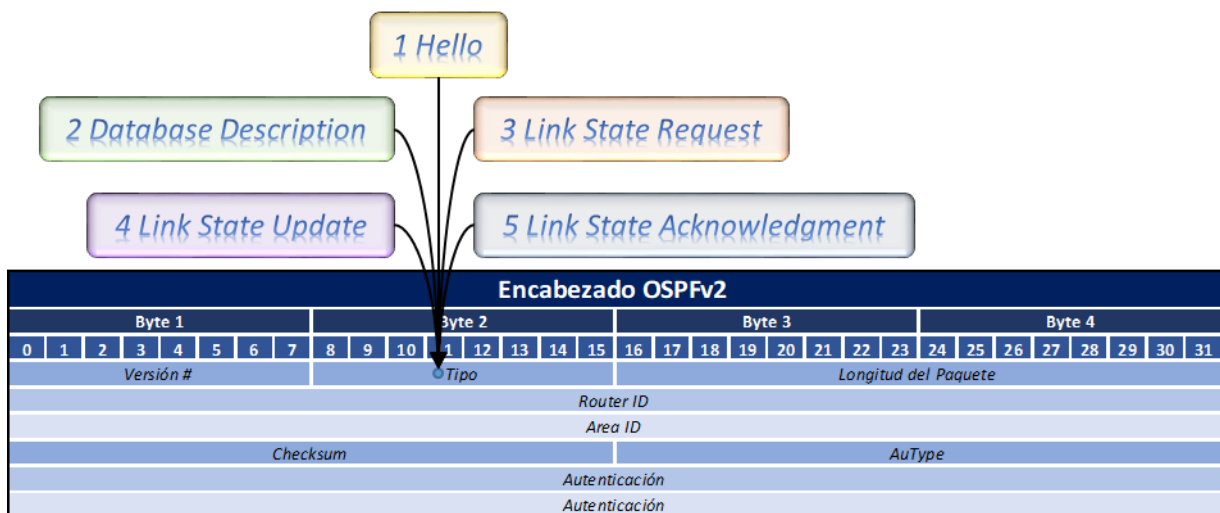 1 Hello
2 Database Description
3 Link State Request
4 Link State Update
5 Link State Acknowledgment
Encabezado OSPFv2
Byte 1 Byte 2 Byte 3 Byte 4
0 1 2 3 4 5 6 7 8 9 10 11 12 13 14 15 16 17 18 19 20 21 22 23 24 25 26 27 28 29 30 31
Versión # Tipo Longitud del Paquete
Router ID
Area ID
Checksum AuType
Autenticación
Autenticación